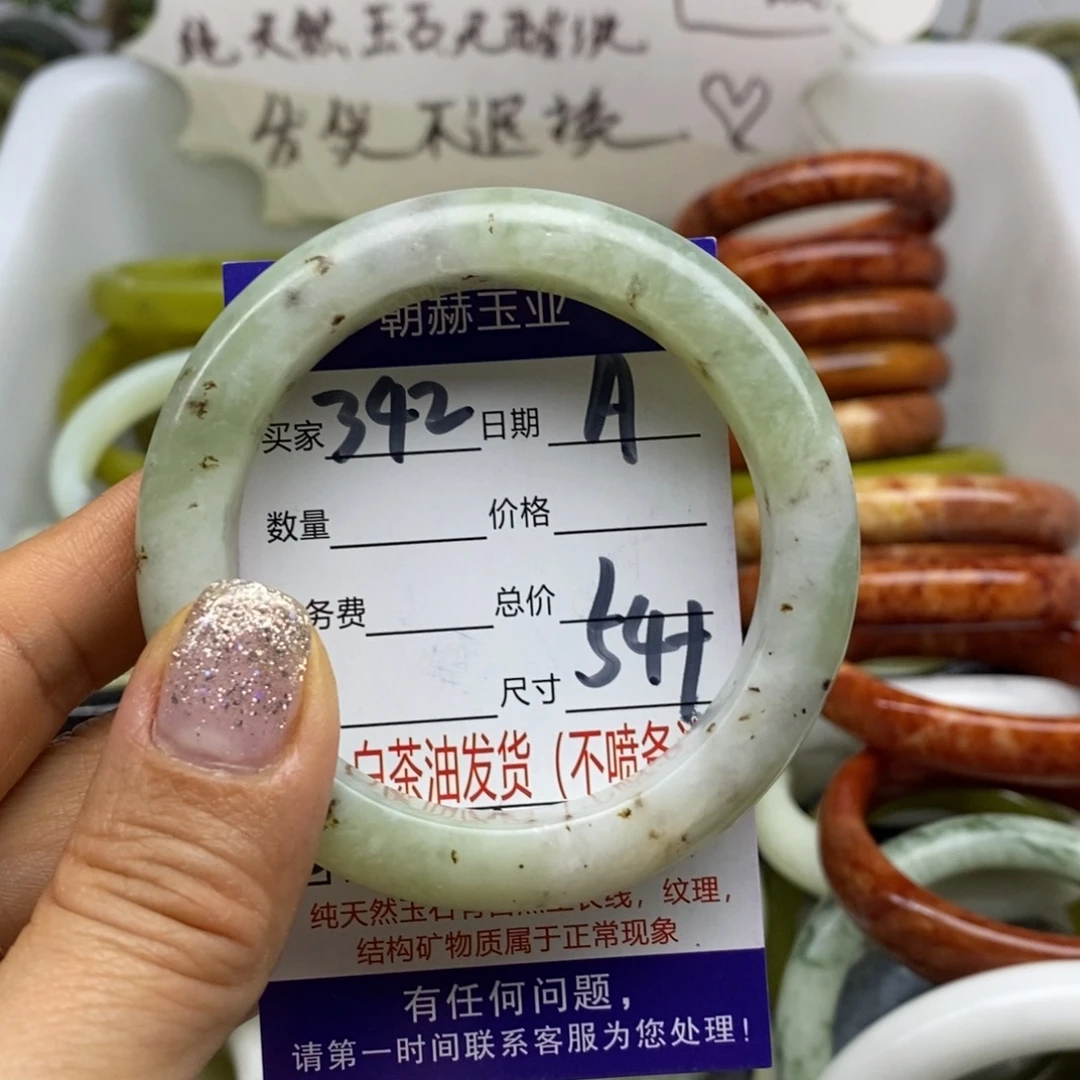 纯天然玉石无酸洗
售出不退换
朝赫玉业
买家 342 日期 A
数量 价格
务费 总价
尺寸 54
白茶油发货（不喷
纯天然玉石有自然生长线，纹理，
结构矿物质属于正常现象
有任何问题，
请第一时间联系客服为您处理！